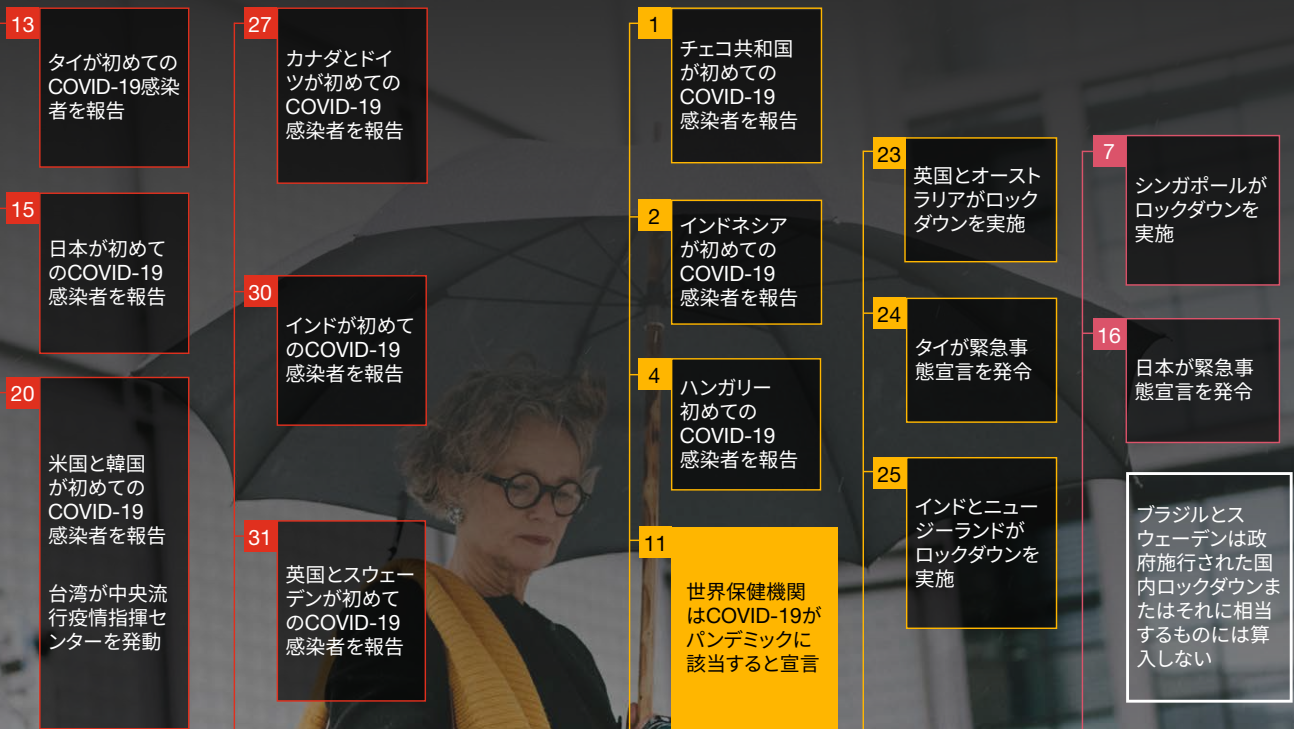 13
タイが初めての
COVID-19感染
者を報告
15
日本が初めて
のCOVID-19
感染者を報告
20
米国と韓国
が初めての
COVID-19
感染者を報告
台湾が中央流
行疫情指揮セ
ンターを発動
27
カナダとドイ
ツが初めての
COVID-19
感染者を報告
30
インドが初めて
のCOVID-19
感染者を報告
31
英国とスウェー
デンが初めて
のCOVID-19
感染者を報告
1
チェコ共和国
が初めての
COVID-19
感染者を報告
2
インドネシア
が初めての
COVID-19
感染者を報告
4
ハンガリー
初めての
COVID-19
感染者を報告
11
世界保健機関
はCOVID-19が
パンデミックに
該当すると宣言
23
英国とオースト
ラリアがロック
ダウンを実施
24
タイが緊急事
態宣言を発令
25
インドとニュー
ジーランドが
ロックダウンを
実施
7
シンガポールが
ロックダウンを
実施
16
日本が緊急事
態宣言を発令
ブラジルとス
ウェーデンは政
府施行された国
内ロックダウンま
たはそれに相当
するものには算
入しない